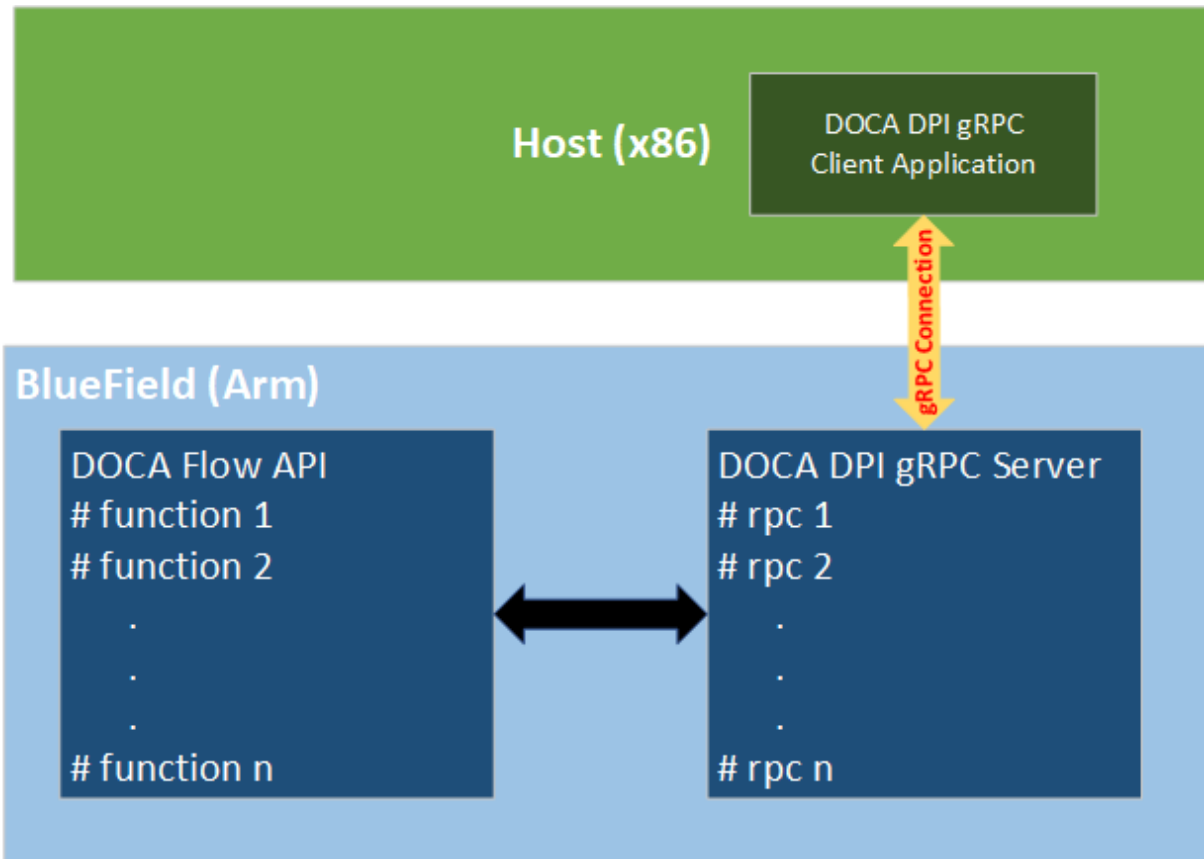 Host (x86)
DOCA DPI gRPC
Client Application
gRPC Connection
BlueField (Arm)
DOCA Flow API
# function 1
# function 2
.
.
.
# function n
DOCA DPI gRPC Server
# rpc 1
# rpc 2
.
.
.
# rpc n